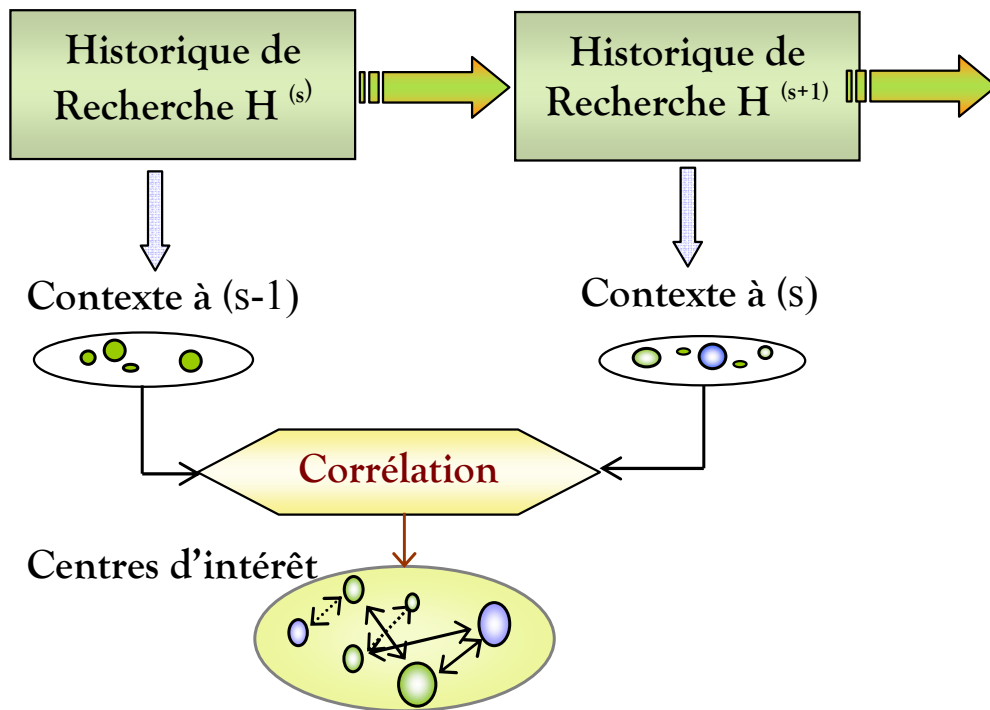 Historique de
Recherche H (s)
Historique de
Recherche H (s+1)
Contexte à (s-1)
Contexte à (s)
Corrélation
Centres d'intérêt